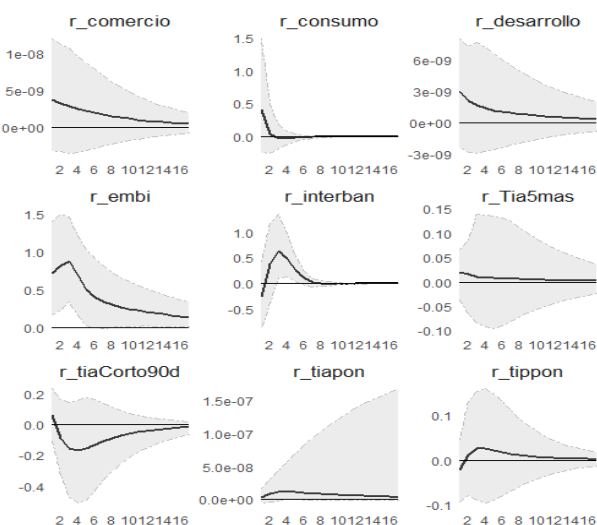 r_comercio r_consumo r_desarrollo
1e-08
5e-09
0e+00
2 4 6 8 10121416
1.5
1.0
0.5
0.0
2 4 6 8 10121416
6e-09
3e-09
0e+00
-3e-09
2 4 6 8 10121416
r_embi r_interban r_Tia5mas
1.5
1.0
0.5
0.0
2 4 6 8 10121416
1.0
0.5
0.0
-0.5
2 4 6 8 10121416
0.15
0.10
0.05
0.00
-0.05
-0.10
2 4 6 8 10121416
r_tiaCorto90d r_tiapon r_tippon
0.2
0.0
-0.2
-0.4
2 4 6 8 10121416
1.5e-07
1.0e-07
5.0e-08
0.0e+00
2 4 6 8 10121416
0.1
0.0
-0.1
2 4 6 8 10121416